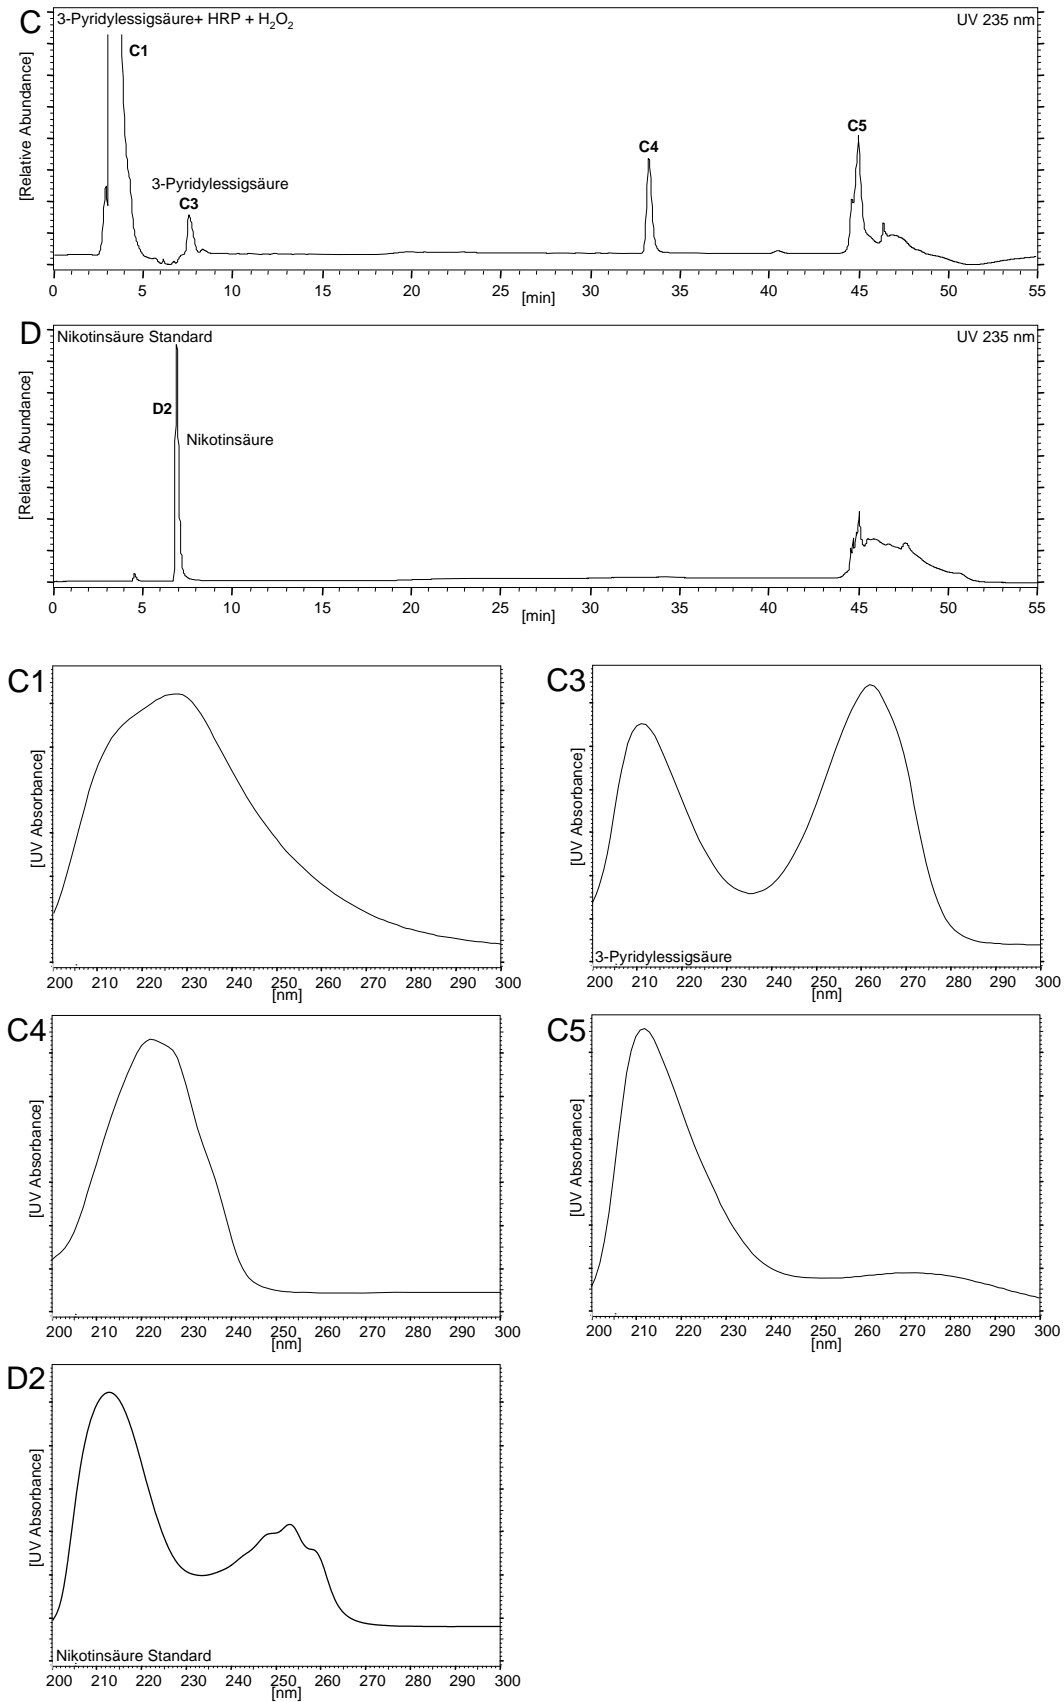 C
3-Pyridylessigsäure+ HRP + H₂O₂
UV 235 nm
[Relative Abundance]
C1
3-Pyridylessigsäure
C3
C4
C5
0 5 10 15 20 25 30 35 40 45 50 55
[min]
D
Nikotinsäure Standard
UV 235 nm
[Relative Abundance]
D2
Nikotinsäure
0 5 10 15 20 25 30 35 40 45 50 55
[min]
C1
[UV Absorbance]
200 210 220 230 240 250 260 270 280 290 300
[nm]
C3
[UV Absorbance]
3-Pyridylessigsäure
200 210 220 230 240 250 260 270 280 290 300
[nm]
C4
[UV Absorbance]
200 210 220 230 240 250 260 270 280 290 300
[nm]
C5
[UV Absorbance]
200 210 220 230 240 250 260 270 280 290 300
[nm]
D2
[UV Absorbance]
Nikotinsäure Standard
200 210 220 230 240 250 260 270 280 290 300
[nm]